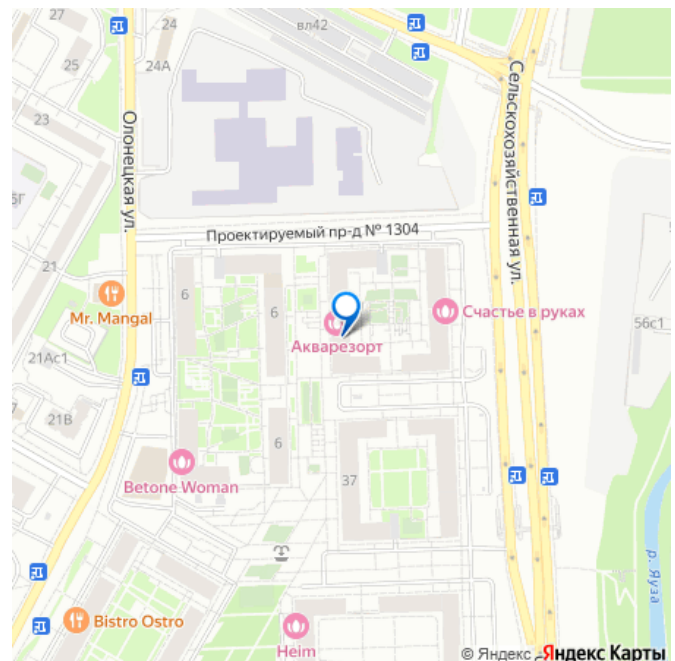 27
24
вл42
24А
25
23
Олонецкая ул.
Сельскохозяйственная ул.
Проектируемый пр-д № 1304
21
6
6
Mr. Mangal
Счастье в руках
Акварезорт
56с1
21Ас1
21В
6
37
Betone Woman
р. Яуза
Bistro Ostro
Heim
© Яндекс Яндекс Карты